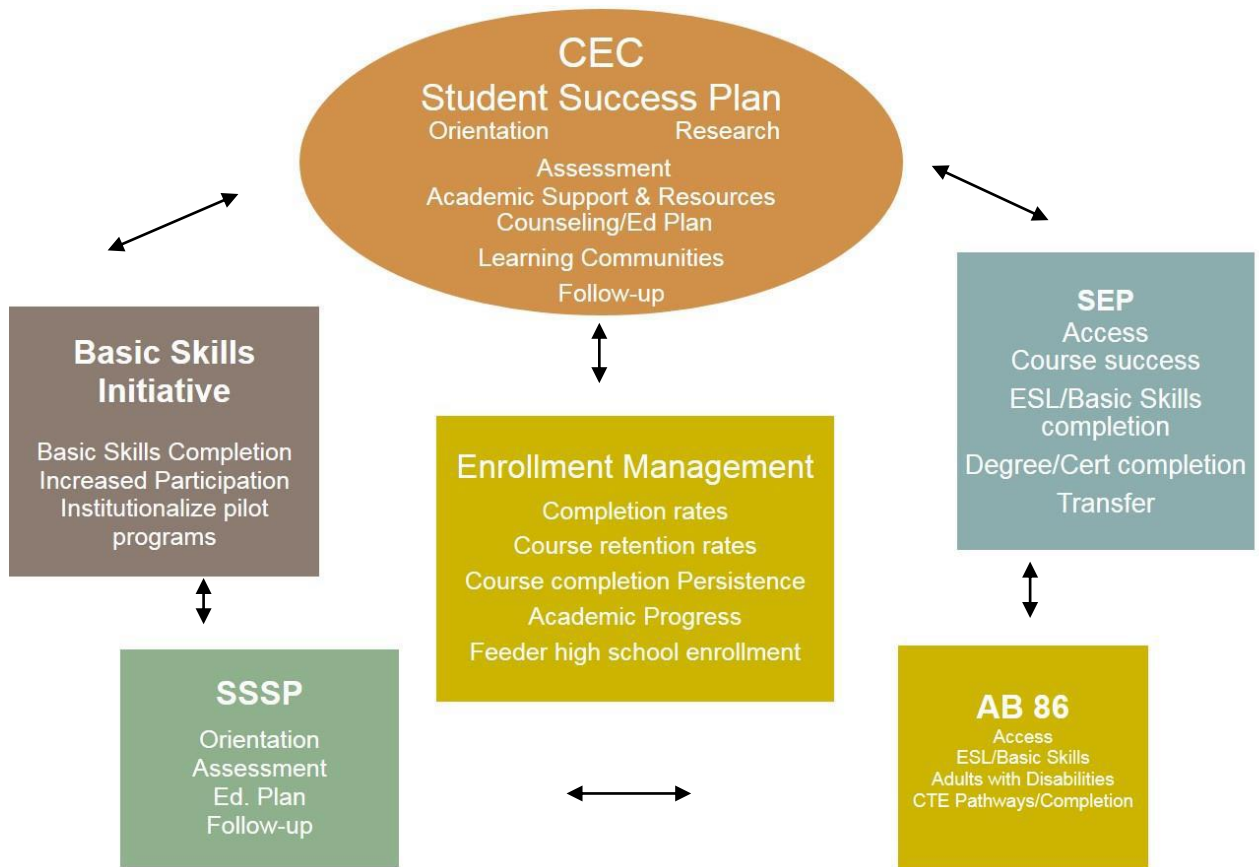 CEC
Student Success Plan
Orientation Research
Assessment
Academic Support & Resources
Counseling/Ed Plan
Learning Communities
Follow-up
Basic Skills
Initiative
Basic Skills Completion
Increased Participation
Institutionalize pilot
programs
Enrollment Management
Completion rates
Course retention rates
Course completion Persistence
Academic Progress
Feeder high school enrollment
SEP
Access
Course success
ESL/Basic Skills
completion
Degree/Cert completion
Transfer
SSSP
Orientation
Assessment
Ed. Plan
Follow-up
AB 86
Access
ESL/Basic Skills
Adults with Disabilities
CTE Pathways/Completion